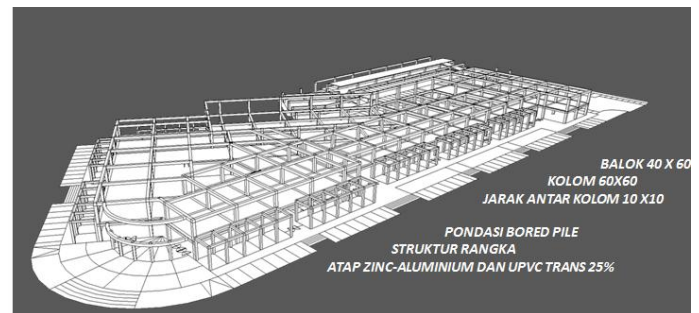 BALOK 40 X 60
KOLOM 60X60
JARAK ANTAR KOLOM 10 X10
PONDASI BORED PILE
STRUKTUR RANGKA
ATAP ZINC-ALUMINIUM DAN UPVC TRANS 25%